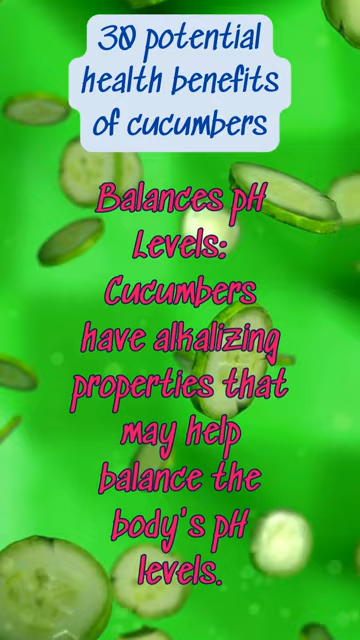 30 potential
health benefits
of cucumbers
Balances pH
Levels:
Cucumbers
have alkalizing
properties that
may help
balance the
body's pH
levels.